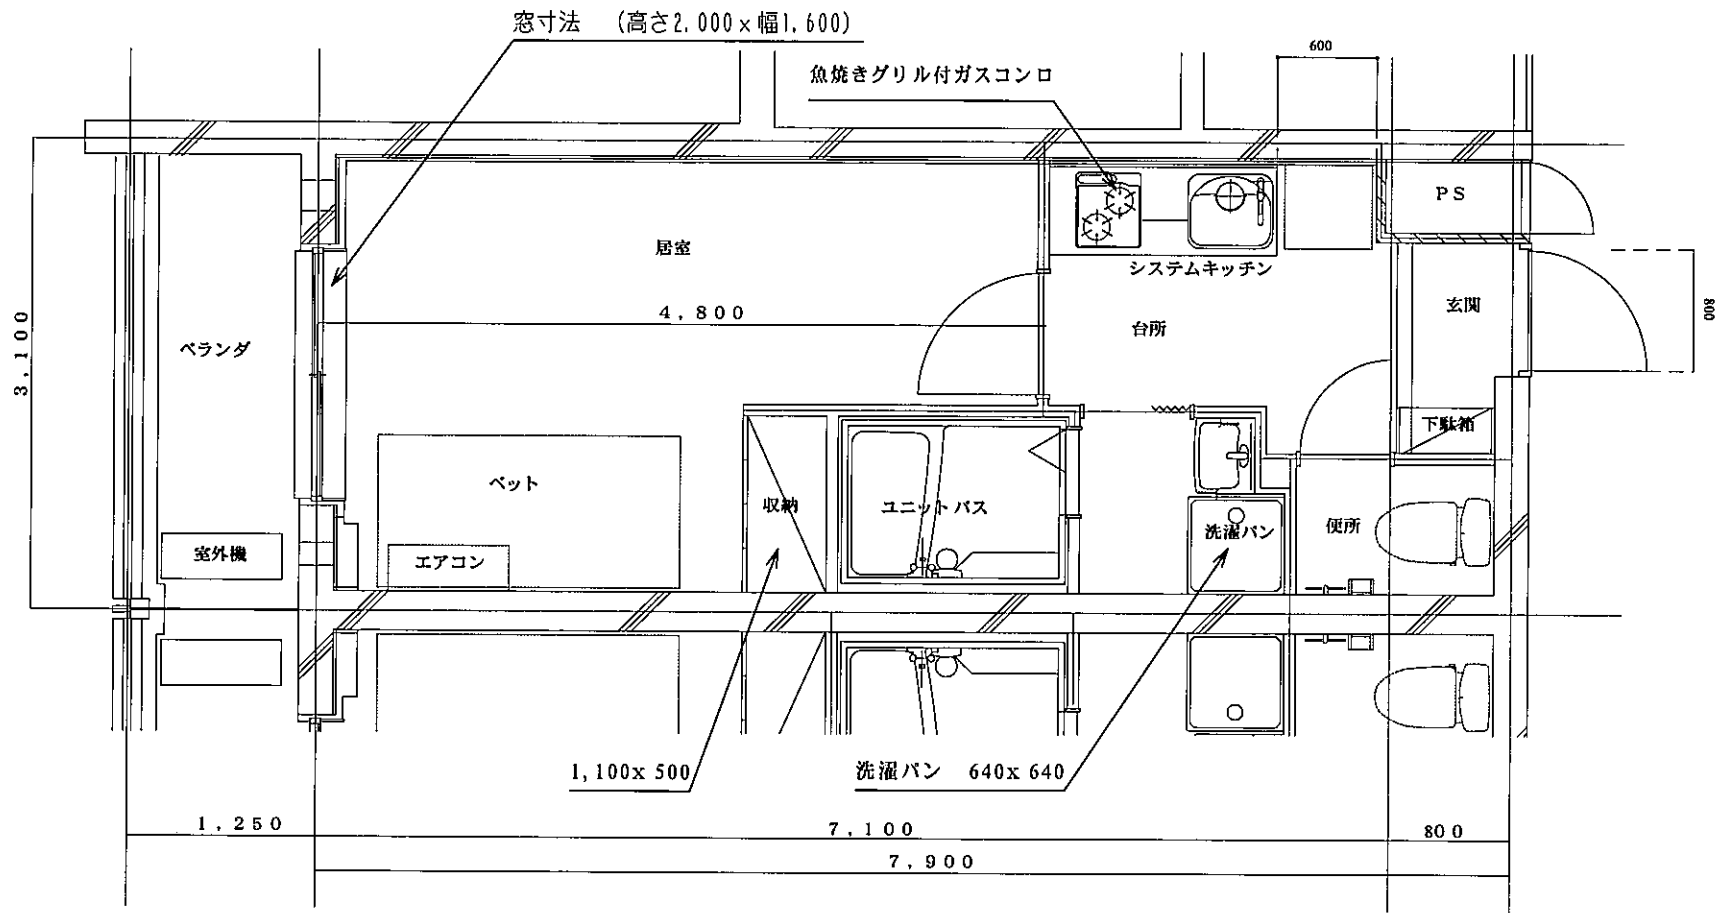 窓寸法 (高さ2,000x幅1,600)
600
魚焼きグリル付ガスコンロ
PS
居室
システムキッチン
玄関
800
4,800
台所
3,100
ベランダ
下駄箱
ベット
収納
ユニットバス
洗濯パン
便所
室外機
エアコン
1,100x 500
洗濯パン 640x 640
1,250
7,100
800
7,900